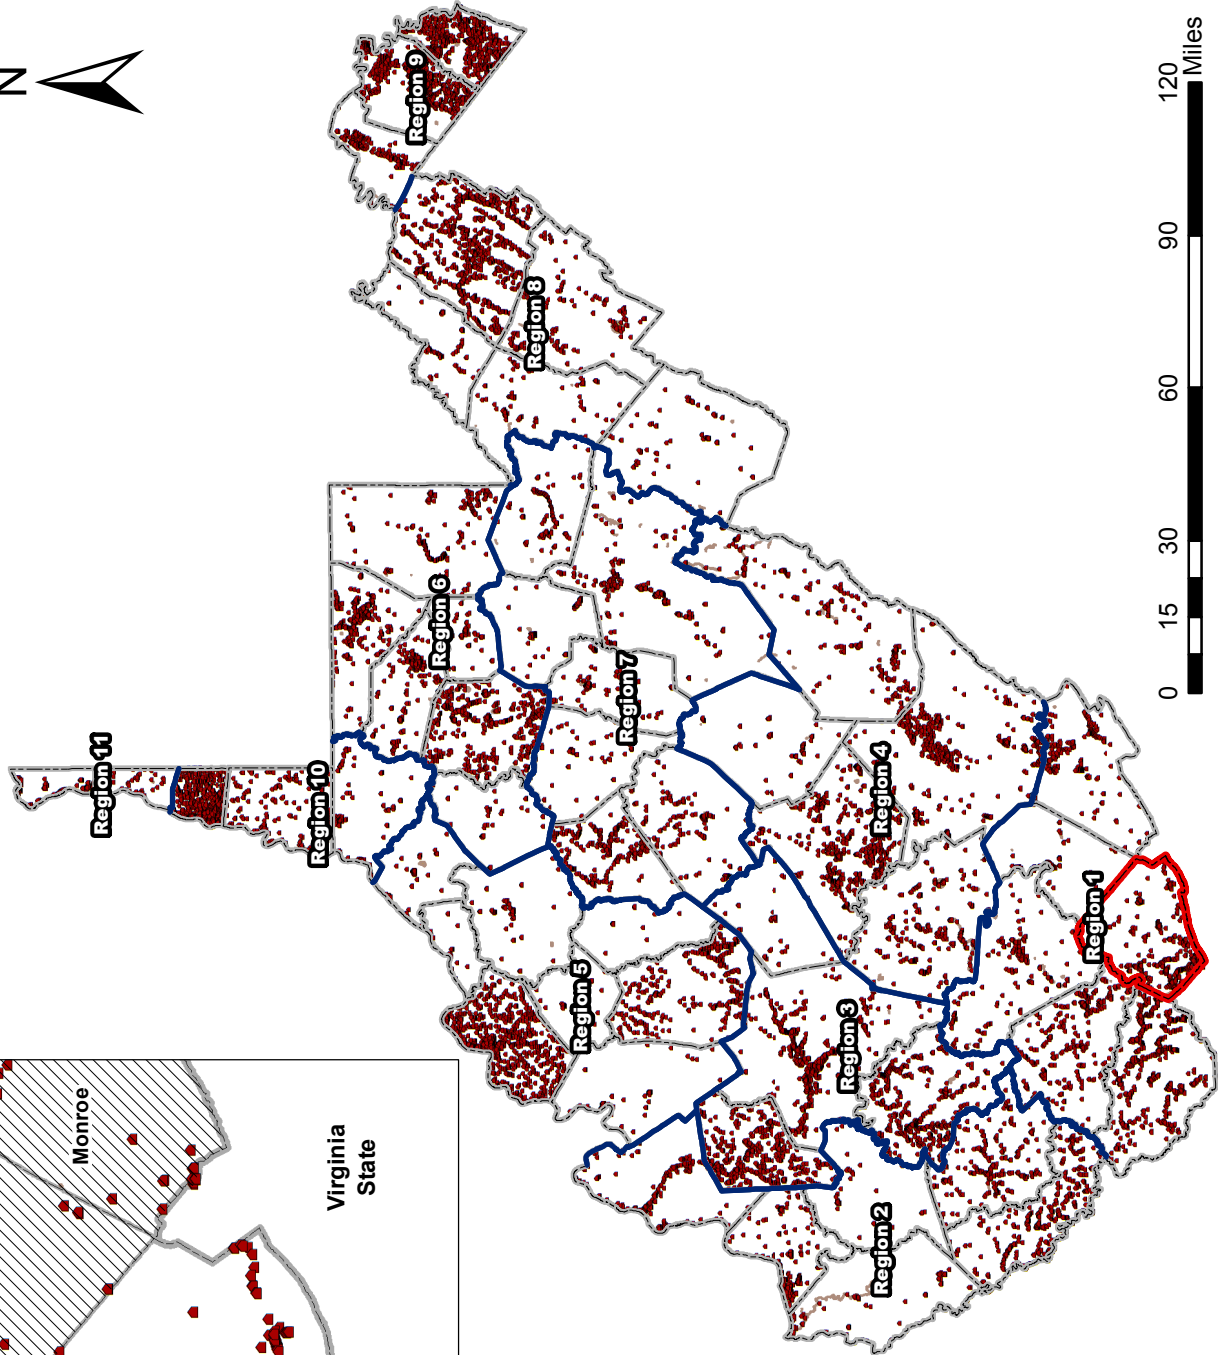 N
Region 11
Region 10
Region 9
Region 8
Region 6
Region 7
Region 5
Region 4
Region 3
Region 2
Region 1
Monroe
Virginia
State
0 15 30 60 90 120
Miles